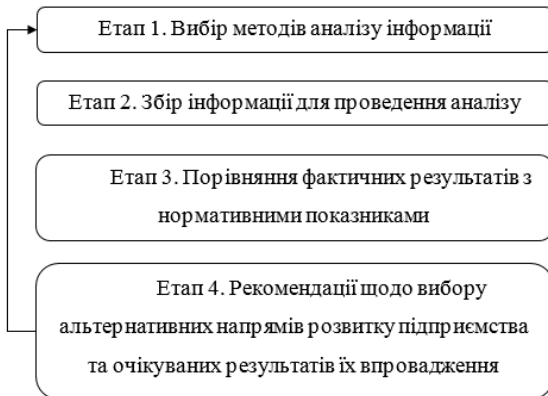 Етап 1. Вибір методів аналізу інформації
Етап 2. Збір інформації для проведення аналізу
Етап 3. Порівняння фактичних результатів з
нормативними показниками
Етап 4. Рекомендації щодо вибору
альтернативних напрямів розвитку підприємства
та очікуваних результатів їх впровадження